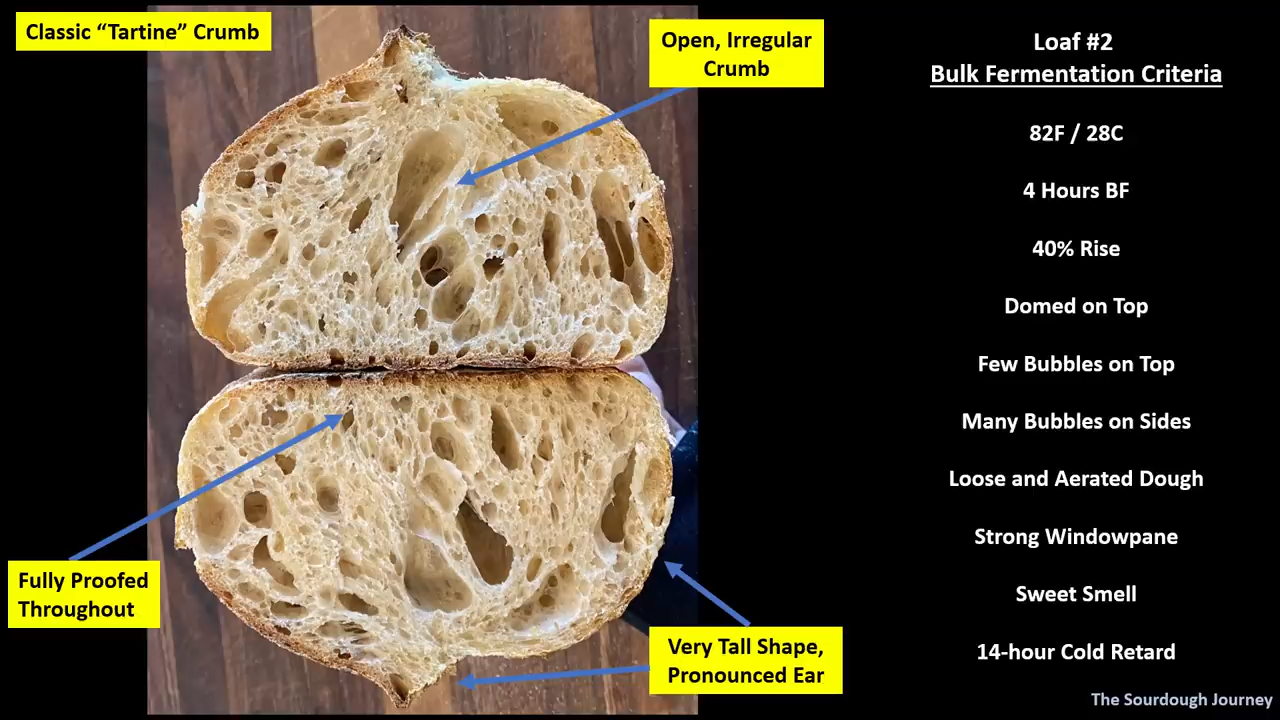 Classic “Tartine” Crumb
Open, Irregular
Crumb
Fully Proofed
Throughout
Very Tall Shape,
Pronounced Ear
Loaf #2
Bulk Fermentation Criteria
82F / 28C
4 Hours BF
40% Rise
Domed on Top
Few Bubbles on Top
Many Bubbles on Sides
Loose and Aerated Dough
Strong Windowpane
Sweet Smell
14-hour Cold Retard
The Sourdough Journey